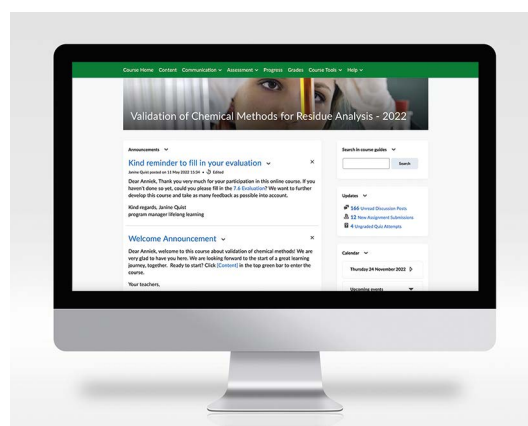 Course Home Content Communication Assessment Progress Grades Course Tools Help
Validation of Chemical Methods for Residue
Analysis - 2022
Announcements
Kind reminder to fill in your evaluation
Janine Quist posted on 11 May 2022 11:54 • Edited
Dear Anniek, Thank you very much for your participation in this online course. If you
haven't done so yet, could you please fill in the 7.6 Evaluation? We want to further
develop this course and take as many feedback as possible into account.
Kind regards, Janine Quist
program manager lifelong learning
Welcome Announcement
Dear Anniek, welcome to this course about validation of chemical methods! We are
very glad to have you here. We are looking forward to the start of a great learning
journey, together. Ready to start? Click [Content] in the top green bar to enter the
course.
Your teachers,
Search in course guides
Search
Updates
166 Unread Discussion Posts
12 New Assignment Submissions
4 Ungraded Quiz Attempts
Calendar
Thursday 24 November 2022
Upcoming events